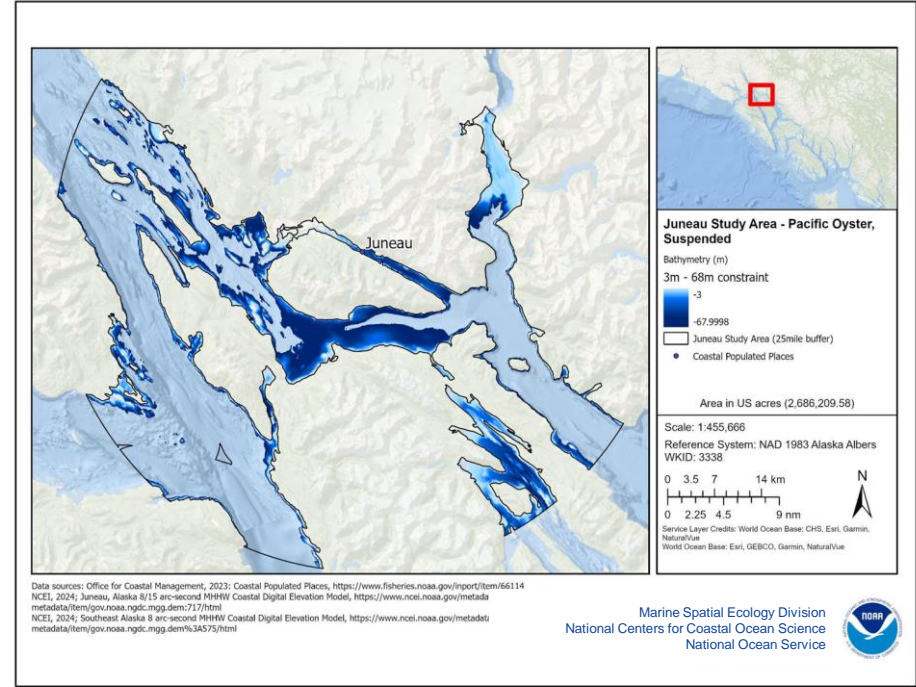 Juneau
Juneau Study Area - Pacific Oyster,
Suspended
Bathymetry (m)
3m - 68m constraint
-3
-67.9998
Juneau Study Area (25mile buffer)
Coastal Populated Places
Area in US acres (2,686,209.58)
Scale: 1:455,666
Reference System: NAD 1983 Alaska Albers
WKID: 3338
0 3.5 7 14 km
0 2.25 4.5 9 nm
N
Service Layer Credits: World Ocean Base: CHS, Esri, Garmin,
NaturalVue
World Ocean Base: Esri, GEBCO, Garmin, NaturalVue
Data sources: Office for Coastal Management, 2023: Coastal Populated Places, https://www.fisheries.noaa.gov/inport/item/66114
NCEI, 2024; Juneau, Alaska 8/15 arc-second MHHW Coastal Digital Elevation Model, https://www.ncei.noaa.gov/metada
metadata/item/gov.noaa.ngdc.mgg.dem:717/html
NCEI, 2024; Southeast Alaska 8 arc-second MHHW Coastal Digital Elevation Model, https://www.ncei.noaa.gov/metadata
metadata/item/gov.noaa.ngdc.mgg.dem%3A575/html
Marine Spatial Ecology Division
National Centers for Coastal Ocean Science
National Ocean Service
NOAA